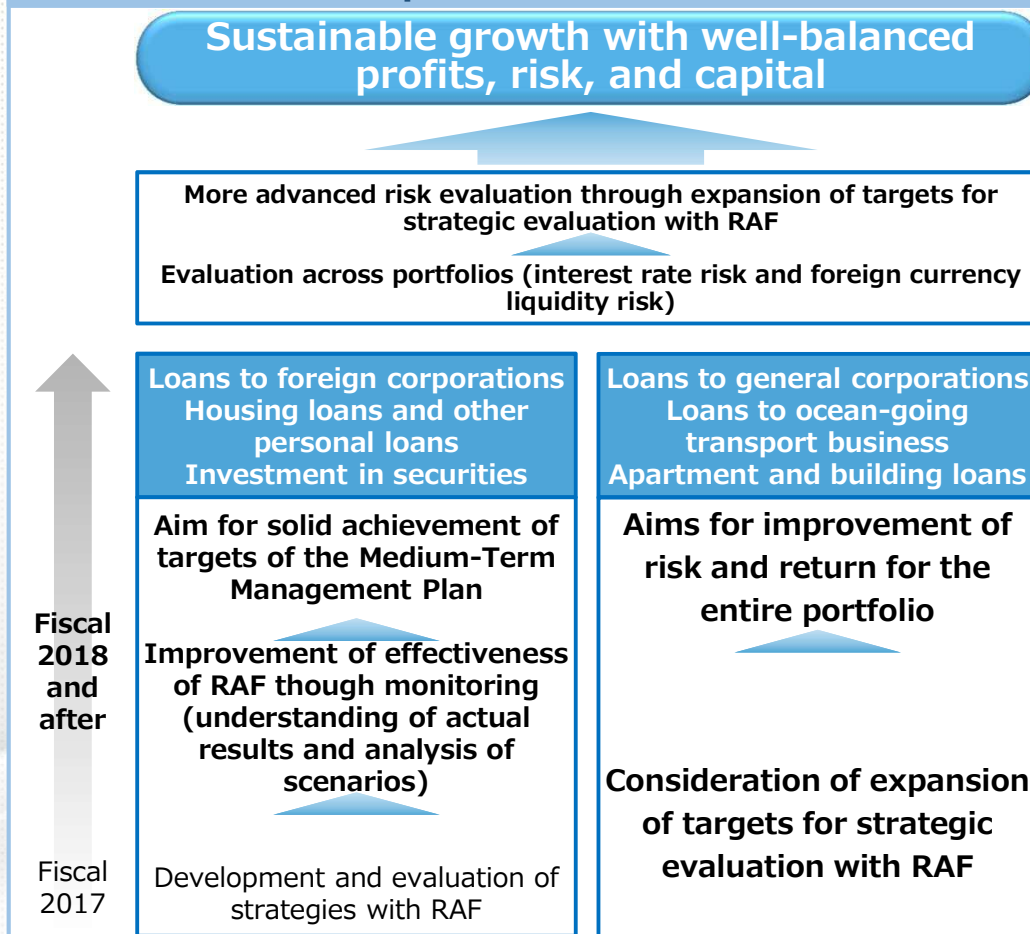 Sustainable growth with well-balanced
profits, risk, and capital
More advanced risk evaluation through expansion of targets for
strategic evaluation with RAF
Evaluation across portfolios (interest rate risk and foreign currency
liquidity risk)
Loans to foreign corporations
Housing loans and other
personal loans
Investment in securities
Aim for solid achievement of
targets of the Medium-Term
Management Plan
Improvement of effectiveness
of RAF though monitoring
(understanding of actual
results and analysis of
scenarios)
Development and evaluation of
strategies with RAF
Loans to general corporations
Loans to ocean-going
transport business
Apartment and building loans
Aims for improvement of
risk and return for the
entire portfolio
Consideration of expansion
of targets for strategic
evaluation with RAF
Fiscal
2018
and
after
Fiscal
2017